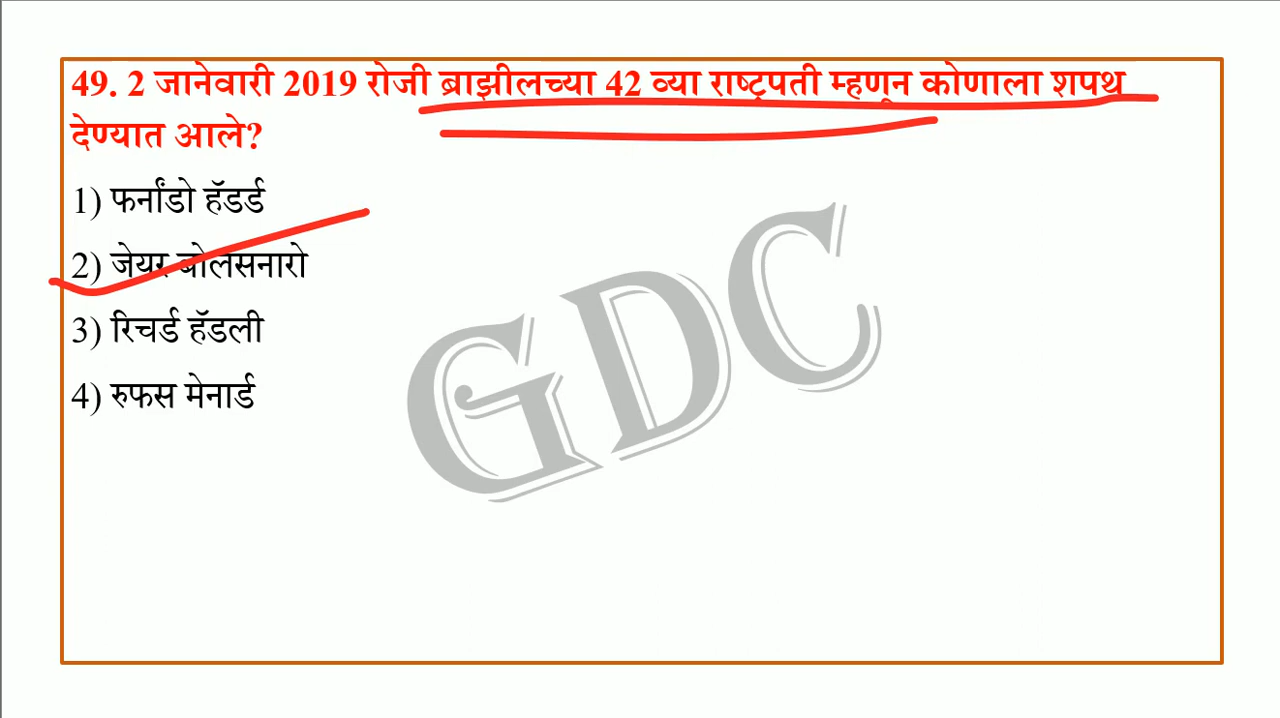 49. 2 जानेवारी 2019 रोजी ब्राझीलच्या 42 व्या राष्ट्रपती म्हणून कोणाला शपथ
देण्यात आले?
1) फर्नांडो हॅडर्ड
2) जेयर बोलसनारो
3) रिचर्ड हॅडली
4) रुफस मेनार्ड
GDC